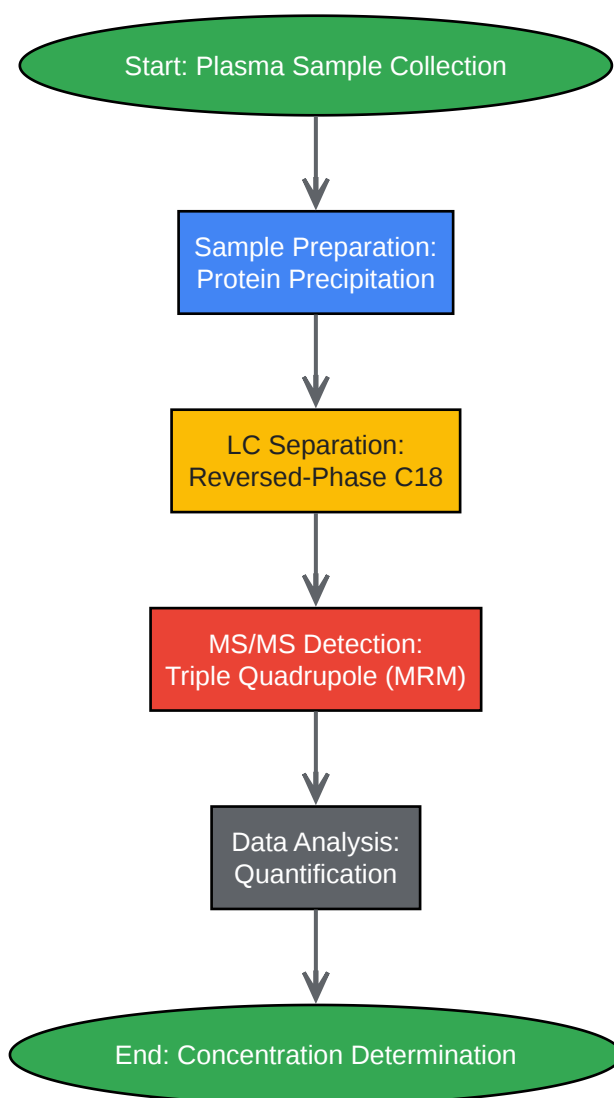 Start: Plasma Sample Collection
Sample Preparation:
Protein Precipitation
LC Separation:
Reversed-Phase C18
MS/MS Detection:
Triple Quadrupole (MRM)
Data Analysis:
Quantification
End: Concentration Determination